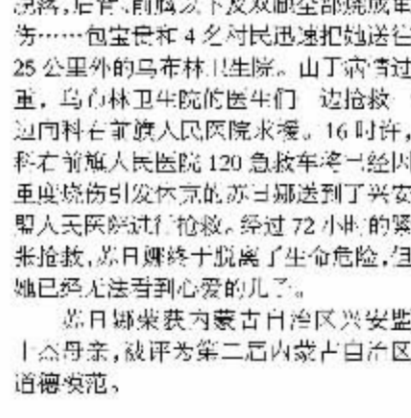 脱落,后背、前胸以下及双脚全部烧成重
伤……包宝贵和4名村民迅速把她送往
25公里外的乌布林卫生院。由于病情过
重，乌布林卫生院的医生们一边抢救一
边向科右前旗人民医院求援。16时许，
科右前旗人民医院120急救车将已经因
重度烧伤引发休克的苏日娜送到了兴安
盟人民医院进行抢救。经过72小时的紧
张抢救,苏日娜终于脱离了生命危险,但
她已经无法看到心爱的儿子。
苏日娜荣获内蒙古自治区兴安盟
十杰母亲,被评为第二届内蒙古自治区
道德模范。